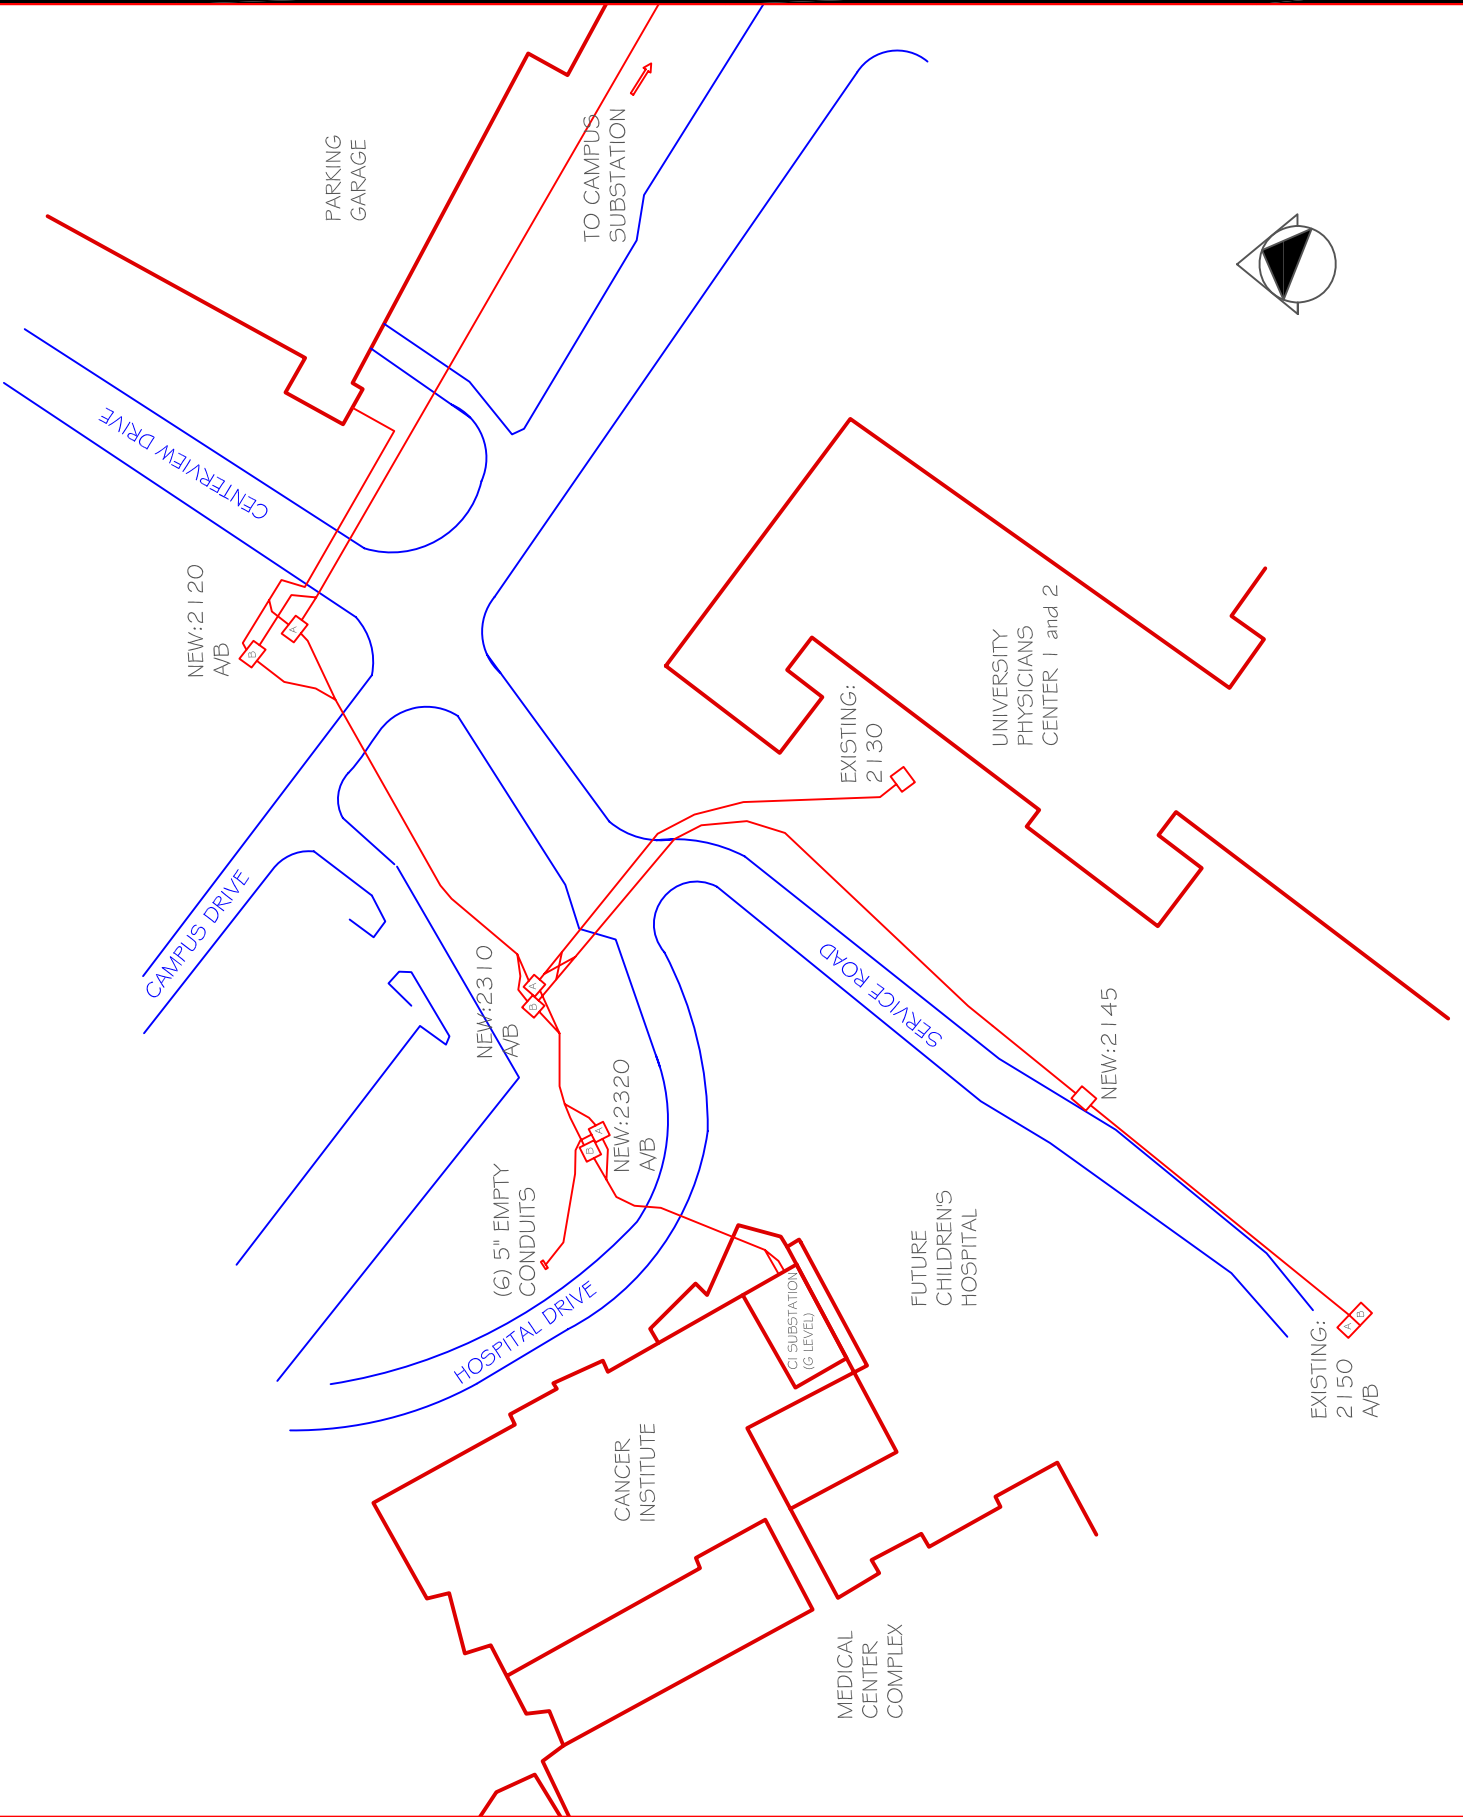 PARKING
GARAGE
TO CAMPUS
SUBSTATION
CENTERVIEW DRIVE
NEW:2120
A/B
B
A
EXISTING:
2130
UNIVERSITY
PHYSICIANS
CENTER 1 and 2
CAMPUS DRIVE
NEW:2310
A/B
A
B
SERVICE ROAD
NEW:2145
NEW:2320
A/B
A
B
(6) 5" EMPTY
CONDUITS
HOSPITAL DRIVE
FUTURE
CHILDREN'S
HOSPITAL
CI SUBSTATION
(G LEVEL)
EXISTING:
2150
A/B
A
B
CANCER
INSTITUTE
MEDICAL
CENTER
COMPLEX